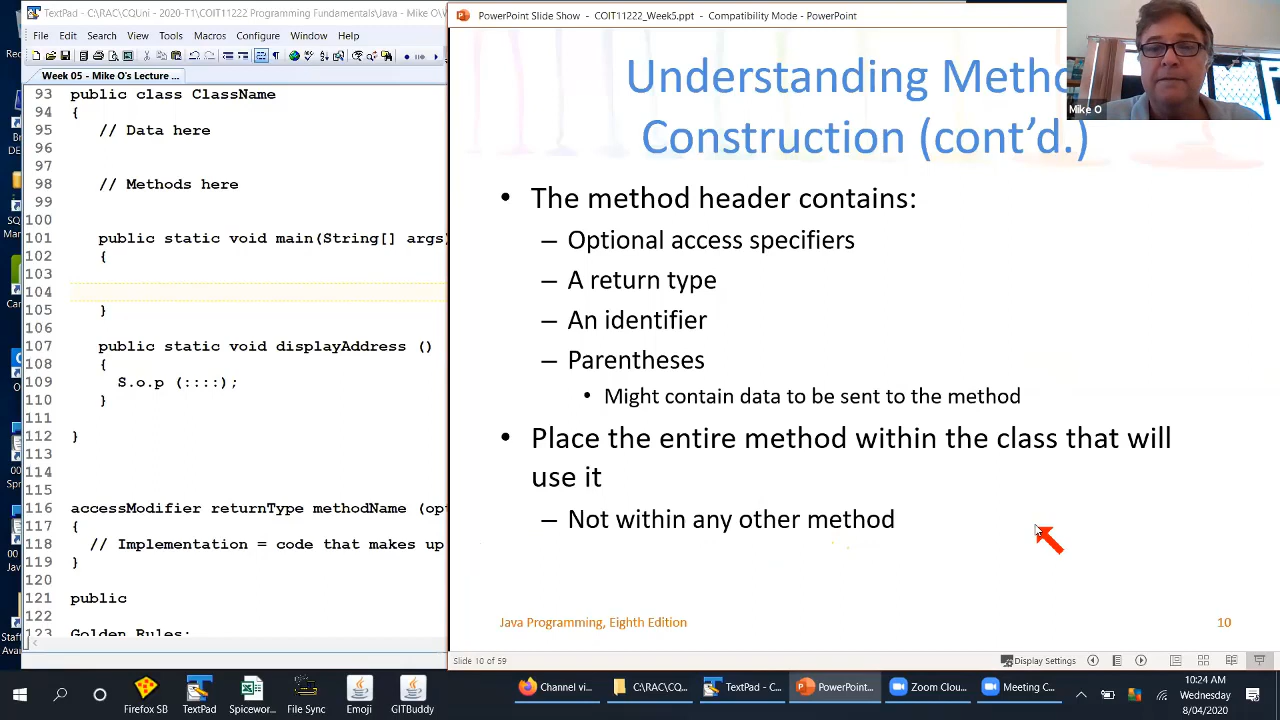 TextPad - C:\RAC\CQUni - 2020-T1\COIT11222 Programming Fundamentals\java - Mike O'
File Edit Search View Tools Macros Configure Window Help
Week 05 - Mike O's Lecture ...
93 public class ClassName
94 {
95 // Data here
96
97
98 // Methods here
99
100
101 public static void main(String[] args)
102 {
103
104
105 }
106
107 public static void displayAddress ()
108 {
109 S.o.p (::::);
110 }
111
112 }
113
114
115
116 accessModifier returnType methodName (op
117 {
118 // Implementation = code that makes up
119 }
120
121 public
122
123 Golden Rules:
PowerPoint Slide Show - COIT11222_Week5.ppt - Compatibility Mode - PowerPoint
Mike O
Understanding Metho
Construction (cont’d.)
• The method header contains:
– Optional access specifiers
– A return type
– An identifier
– Parentheses
• Might contain data to be sent to the method
• Place the entire method within the class that will
use it
– Not within any other method
Java Programming, Eighth Edition
10
Slide 10 of 59
Display Settings
Firefox SB
TextPad
Spicewor...
File Sync
Emoji
GITBuddy
Channel vi...
C:\RAC\CQ...
TextPad - C...
PowerPoint...
Zoom Clou...
Meeting C...
10:24 AM
Wednesday
8/04/2020